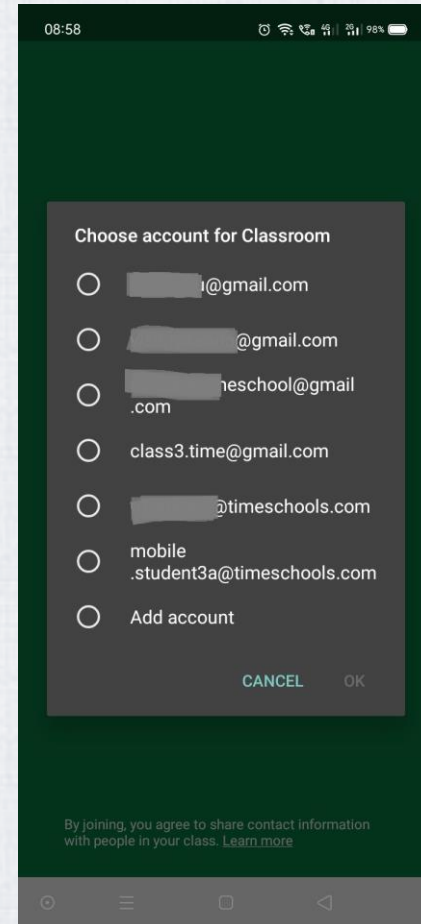 08:58
4G 2G 98%
Choose account for Classroom
@gmail.com
@gmail.com
neschool@gmail
.com
class3.time@gmail.com
@timeschools.com
mobile
.student3a@timeschools.com
Add account
CANCEL OK
By joining, you agree to share contact information
with people in your class. Learn more